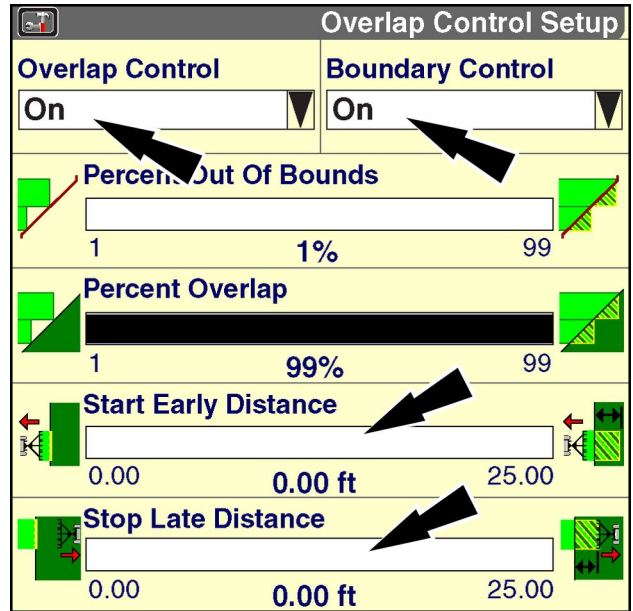 Overlap Control Setup
Overlap Control Boundary Control
On On
Percent Out Of Bounds
1 1% 99
Percent Overlap
1 99% 99
Start Early Distance
0.00 0.00 ft 25.00
Stop Late Distance
0.00 0.00 ft 25.00